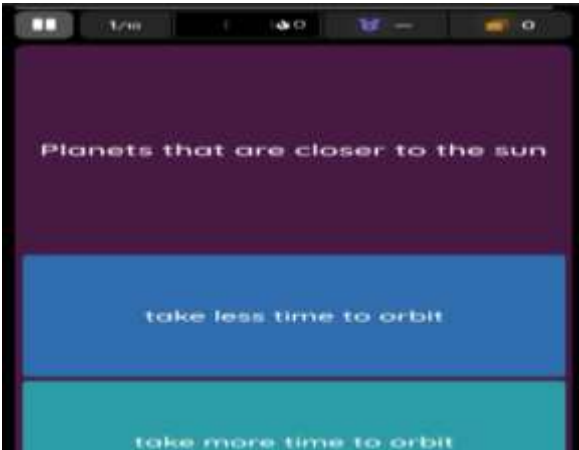 1/10
0
—
0
Planets that are closer to the sun
take less time to orbit
take more time to orbit